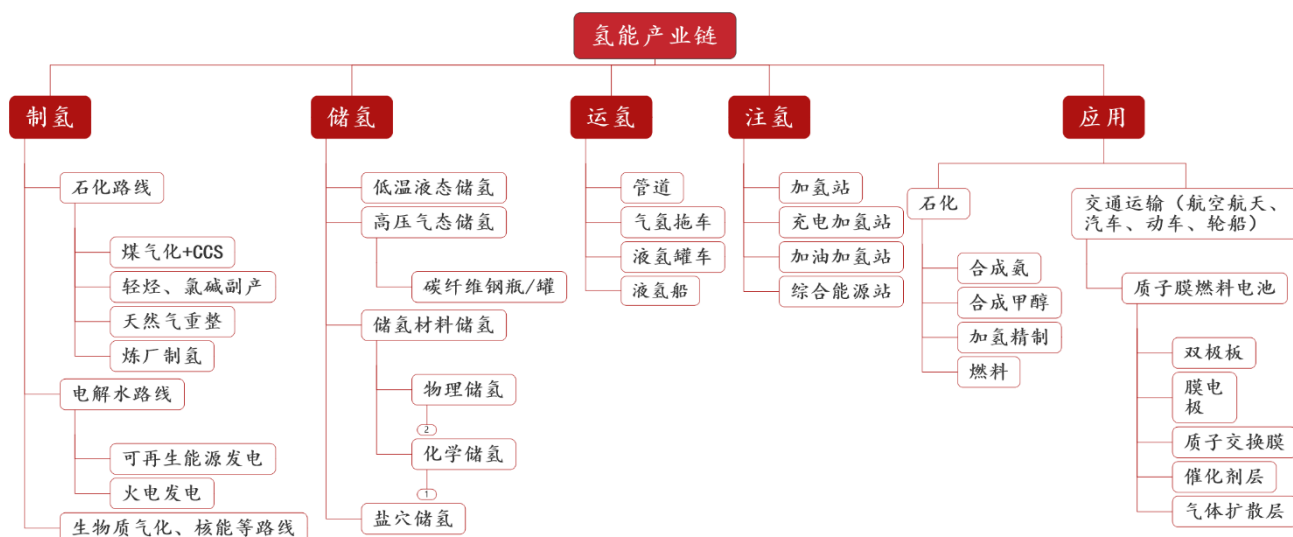 氢能产业链
制氢
石化路线
煤气化+CCS
轻烃、氯碱副产
天然气重整
炼厂制氢
电解水路线
可再生能源发电
火电发电
生物质气化、核能等路线
储氢
低温液态储氢
高压气态储氢
碳纤维钢瓶/罐
储氢材料储氢
物理储氢
2
化学储氢
1
盐穴储氢
运氢
管道
气氢拖车
液氢罐车
液氢船
注氢
加氢站
充电加氢站
加油加氢站
综合能源站
应用
石化
合成氨
合成甲醇
加氢精制
燃料
交通运输（航空航天、
汽车、动车、轮船）
质子膜燃料电池
双极板
膜电
极
质子交换膜
催化剂层
气体扩散层